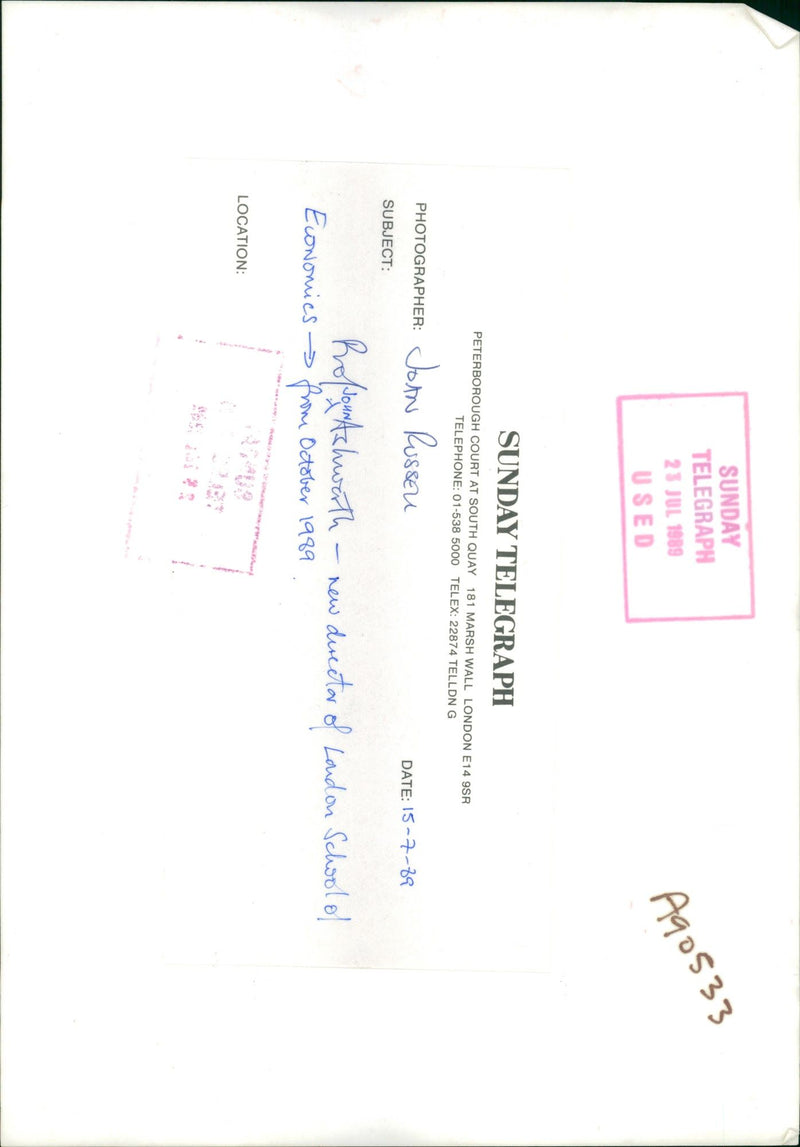 SUNDAY
TELEGRAPH
23 JUL 1989
USED
SUNDAY TELEGRAPH
PETERBOROUGH COURT AT SOUTH QUAY 181 MARSH WALL LONDON E14 9SR
TELEPHONE: 01-538 5000 TELEX: 22874 TELLDN G
PHOTOGRAPHER: JOHN RUSSELL DATE: 15-7-89
SUBJECT:
Prof JOHN Ashworth – new director of London School of
Economics → from October 1989.
LOCATION:
A90533